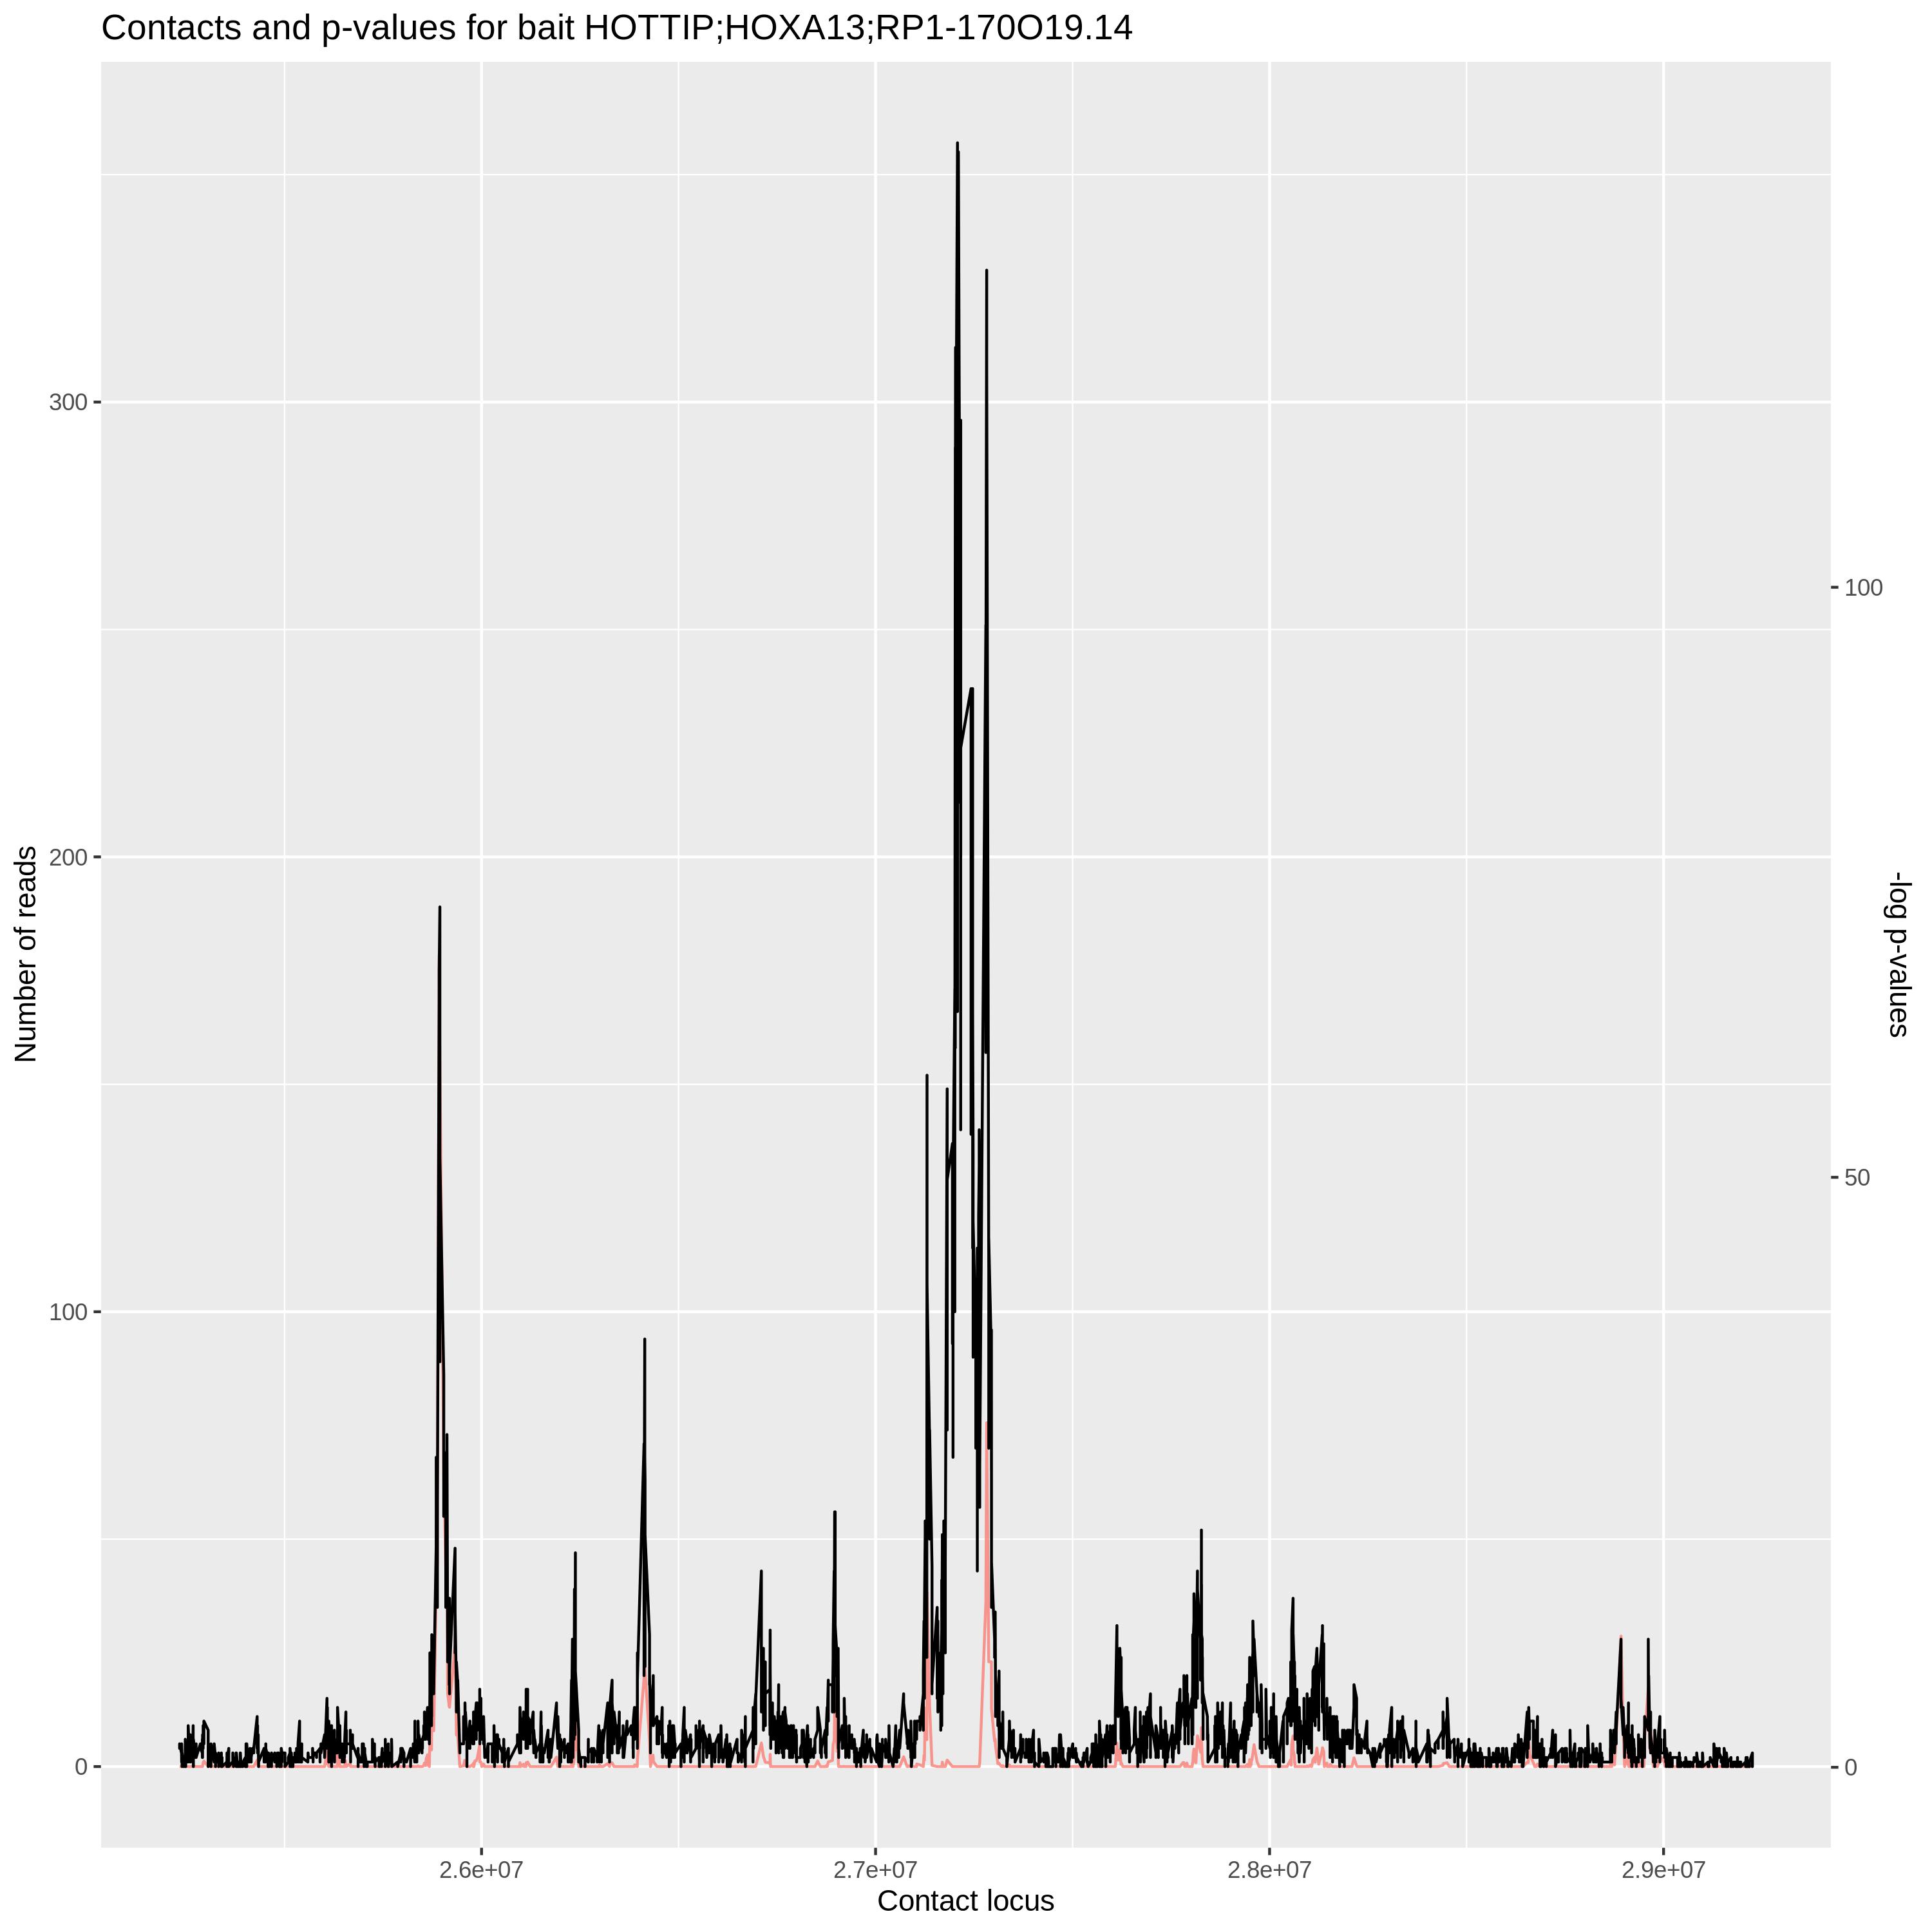 Contacts and p-values for bait HOTTIP;HOXA13;RP1-170O19.14
300
200
100
0
Number of reads
100
50
0
-log p-values
2.6e+07 2.7e+07 2.8e+07 2.9e+07
Contact locus